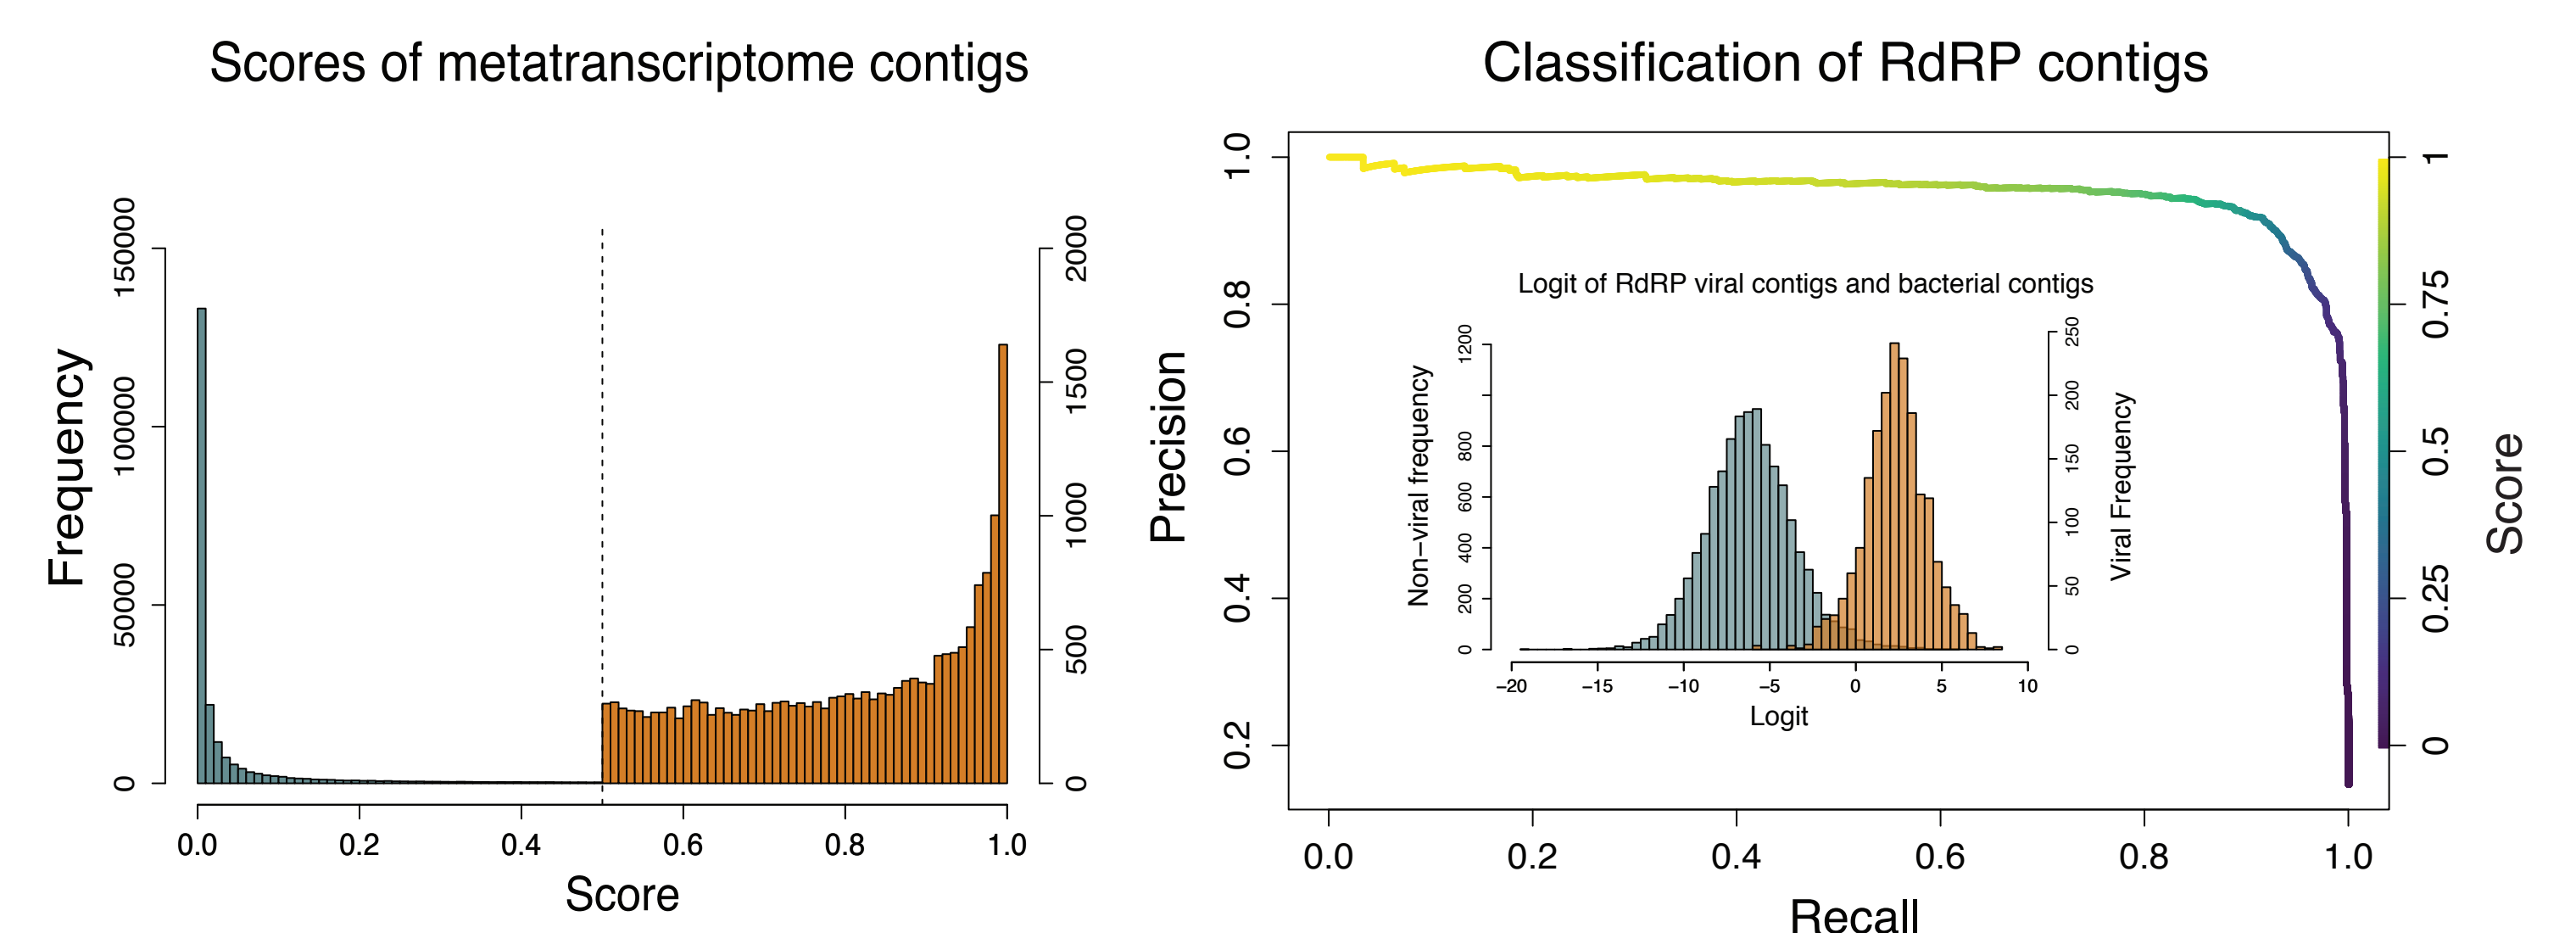 Scores of metatranscriptome contigs
Frequency
0
50000
100000
150000
0
500
1000
1500
2000
0.0 0.2 0.4 0.6 0.8 1.0
Score
Classification of RdRP contigs
Precision
0.2
0.4
0.6
0.8
1.0
Logit of RdRP viral contigs and bacterial contigs
Non−viral frequency
0
200
400
600
800
1200
0
50
100
150
200
250
Viral Frequency
−20 −15 −10 −5 0 5 10
Logit
0
0.25
0.5
0.75
1
Score
0.0 0.2 0.4 0.6 0.8 1.0
Recall